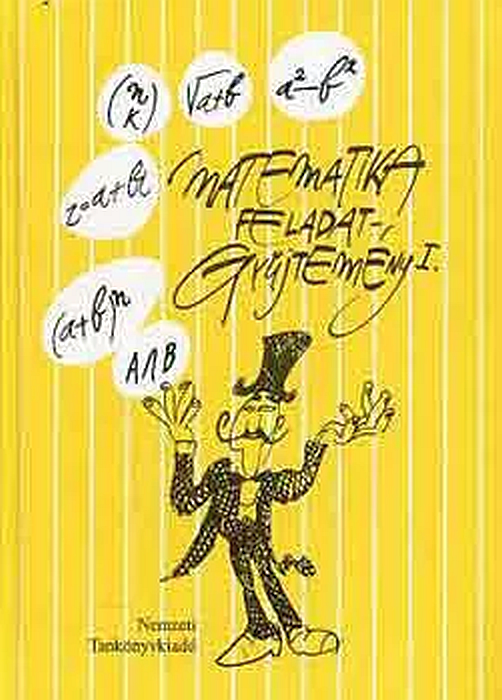 (n
K)
√a+b
a²-b²
z=a+bi
MATEMATIKA
FELADAT-
GYŰJTEMÉNY I.
(a+b)ⁿ
A∩B
Nemzeti
Tankönyvkiadó